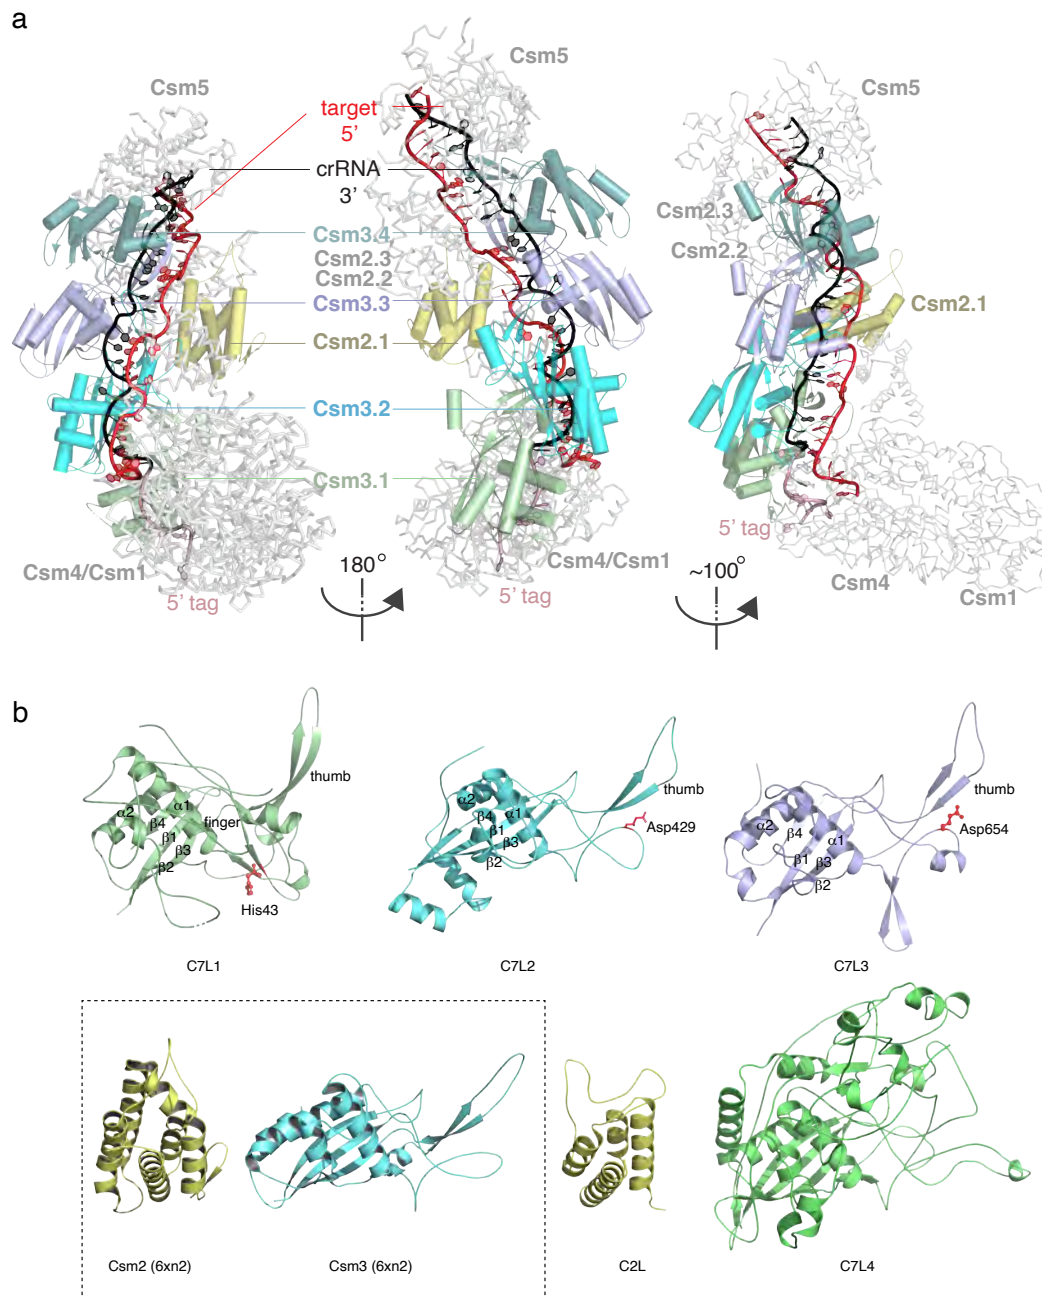 a
Csm5
Csm5
Csm5
target
5'
crRNA
3'
Csm3.4
Csm2.3
Csm2.2
Csm3.3
Csm2.1
Csm3.2
Csm3.1
Csm2.3
Csm2.2
Csm2.1
5' tag
Csm4/Csm1
5' tag
180°
Csm4/Csm1
5' tag
~100°
Csm4
Csm1
b
thumb
α2
α1
β4
finger
β1
β3
β2
His43
C7L1
thumb
α2
α1
β4
β1
β3
β2
Asp429
C7L2
thumb
α2
β4
α1
β1
β3
β2
Asp654
C7L3
Csm2 (6xn2)
Csm3 (6xn2)
C2L
C7L4